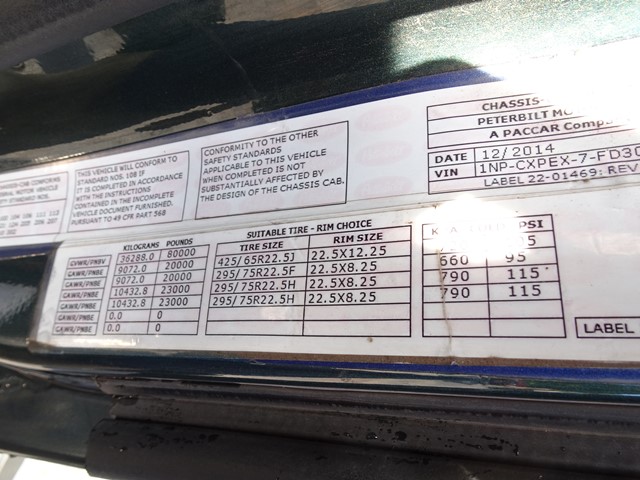 CHASSIS-
PETERBILT MO
A PACCAR Comp
DATE 12/2014
VIN 1NP-CXPEX-7-FD30
LABEL 22-01469: REV
CONFORMITY TO THE OTHER
SAFETY STANDARDS
APPLICABLE TO THIS VEHICLE
WHEN COMPLETED IS NOT
SUBSTANTIALLY AFFECTED BY
THE DESIGN OF THE CHASSIS CAB.
THIS VEHICLE WILL CONFORM TO
STANDARD NOS. 108 IF
IT IS COMPLETED IN ACCORDANCE
WITH THE INSTRUCTIONS
CONTAINED IN THE INCOMPLETE
VEHICLE DOCUMENT FURNISHED.
PURSUANT TO 49 CFR PART 568
KILOGRAMS POUNDS
GVWR/PNBV 36288.0 80000
GAWR/PNBE 9072.0 20000
GAWR/PNBE 9072.0 20000
GAWR/PNBE 10432.8 23000
GAWR/PNBE 10432.8 23000
GAWR/PNBE 0.0 0
GAWR/PNBE 0.0 0
SUITABLE TIRE - RIM CHOICE
TIRE SIZE RIM SIZE
425/65R22.5J 22.5X12.25
295/75R22.5F 22.5X8.25
295/75R22.5H 22.5X8.25
295/75R22.5H 22.5X8.25
PSI
660 95
790 115
790 115
LABEL